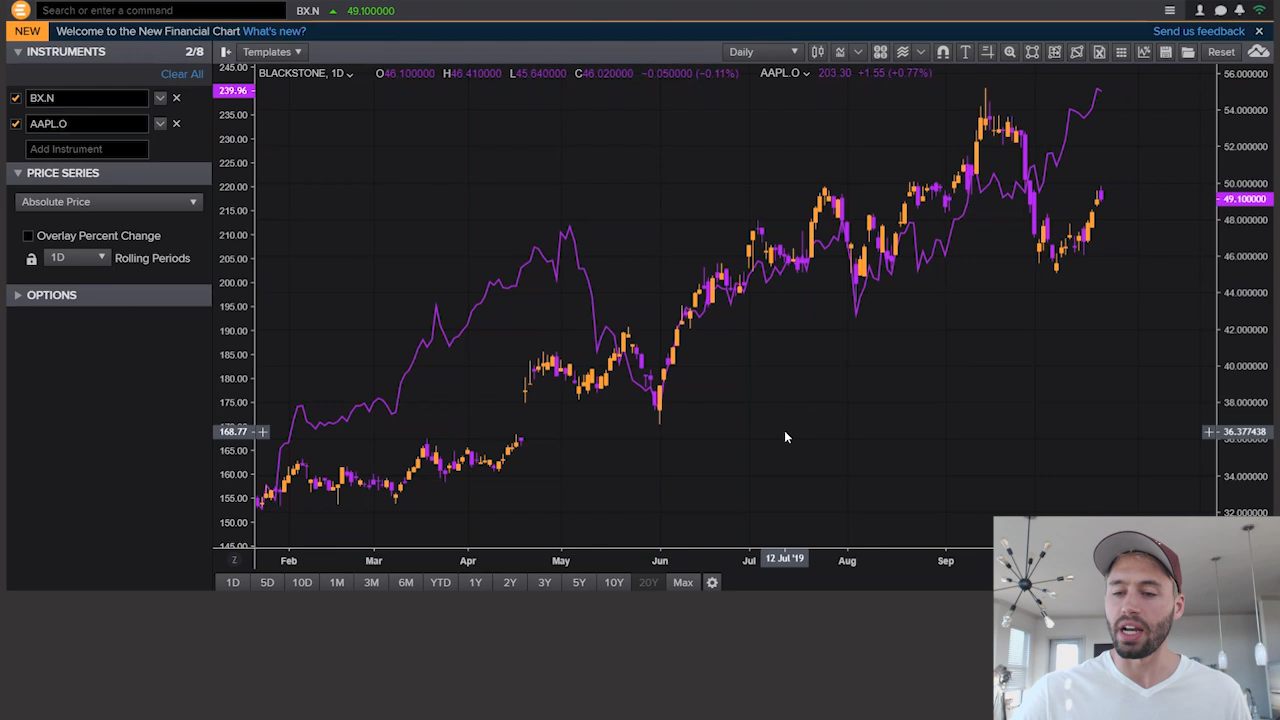 Search or enter a command
BX.N ▲ 49.100000
NEW Welcome to the New Financial Chart What's new? Send us feedback ×
INSTRUMENTS 2/8
Templates
Daily
Reset
Clear All
BX.N
AAPL.O
Add Instrument
PRICE SERIES
Absolute Price
Overlay Percent Change
1D Rolling Periods
OPTIONS
BLACKSTONE, 1D O46.100000 H46.410000 L45.640000 C46.020000 −0.050000 (−0.11%) AAPL.O 203.30 +1.55 (+0.77%)
245.00
239.96
235.00
230.00
225.00
220.00
215.00
210.00
205.00
200.00
195.00
190.00
185.00
180.00
175.00
168.77
165.00
160.00
155.00
150.00
145.00
56.000000
54.000000
52.000000
50.000000
49.100000
48.000000
46.000000
44.000000
42.000000
40.000000
38.000000
36.377438
34.000000
32.000000
Z Feb Mar Apr May Jun Jul 12 Jul '19 Aug Sep
1D 5D 10D 1M 3M 6M YTD 1Y 2Y 3Y 5Y 10Y 20Y Max